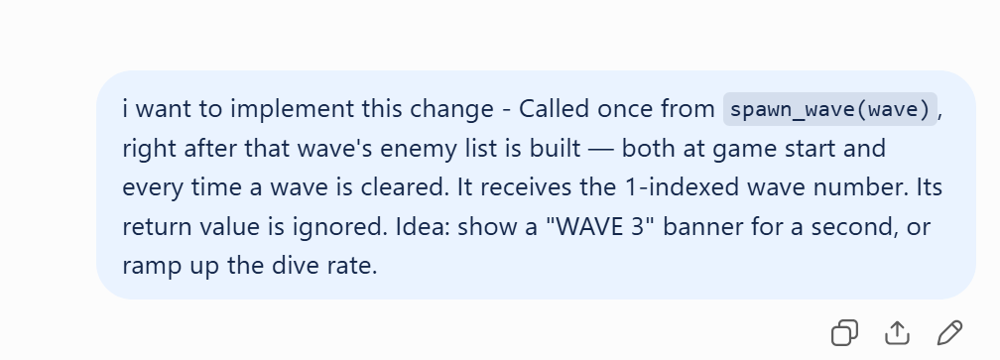 i want to implement this change - Called once from spawn_wave(wave),
right after that wave's enemy list is built — both at game start and
every time a wave is cleared. It receives the 1-indexed wave number. Its
return value is ignored. Idea: show a "WAVE 3" banner for a second, or
ramp up the dive rate.